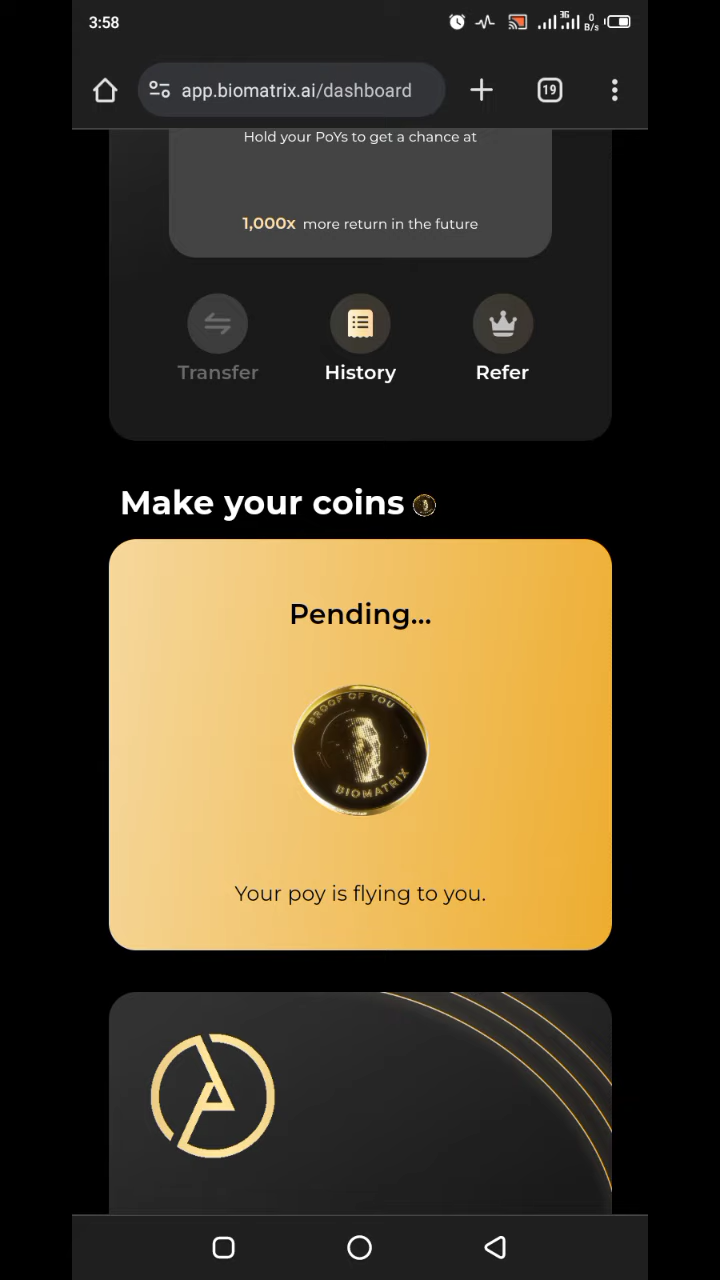 3:58
3G
0
B/s
app.biomatrix.ai/dashboard
19
Hold your PoYs to get a chance at
1,000x more return in the future
Transfer
History
Refer
Make your coins
Pending...
PROOF OF YOU
BIOMATRIX
Your poy is flying to you.